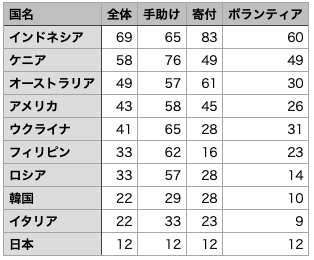 国名 全体 手助け 寄付 ボランティア
インドネシア 69 65 83 60
ケニア 58 76 49 49
オーストラリア 49 57 61 30
アメリカ 43 58 45 26
ウクライナ 41 65 28 31
フィリピン 33 62 16 23
ロシア 33 57 28 14
韓国 22 29 28 10
イタリア 22 33 23 9
日本 12 12 12 12